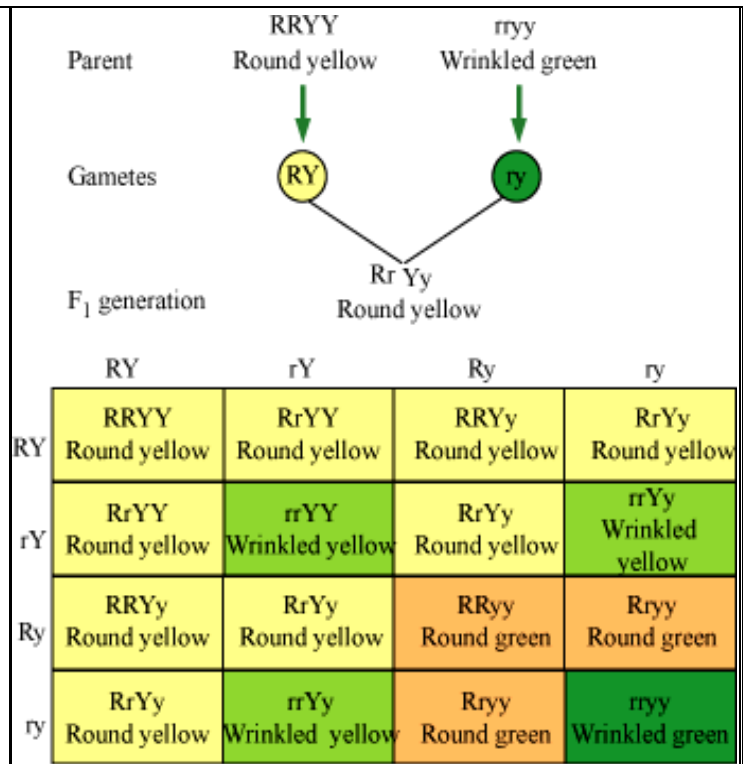 RRYY rryy
Parent Round yellow Wrinkled green
Gametes RY ry
Rr Yy
F₁ generation Round yellow
RY rY Ry ry
RRYY RrYY RRYy RrYy
RY Round yellow Round yellow Round yellow Round yellow
RrYY rrYY RrYy rrYy
rY Round yellow Wrinkled yellow Round yellow Wrinkled
yellow
RRYy RrYy RRyy Rryy
Ry Round yellow Round yellow Round green Round green
RrYy rrYy Rryy rryy
ry Round yellow Wrinkled yellow Round green Wrinkled green